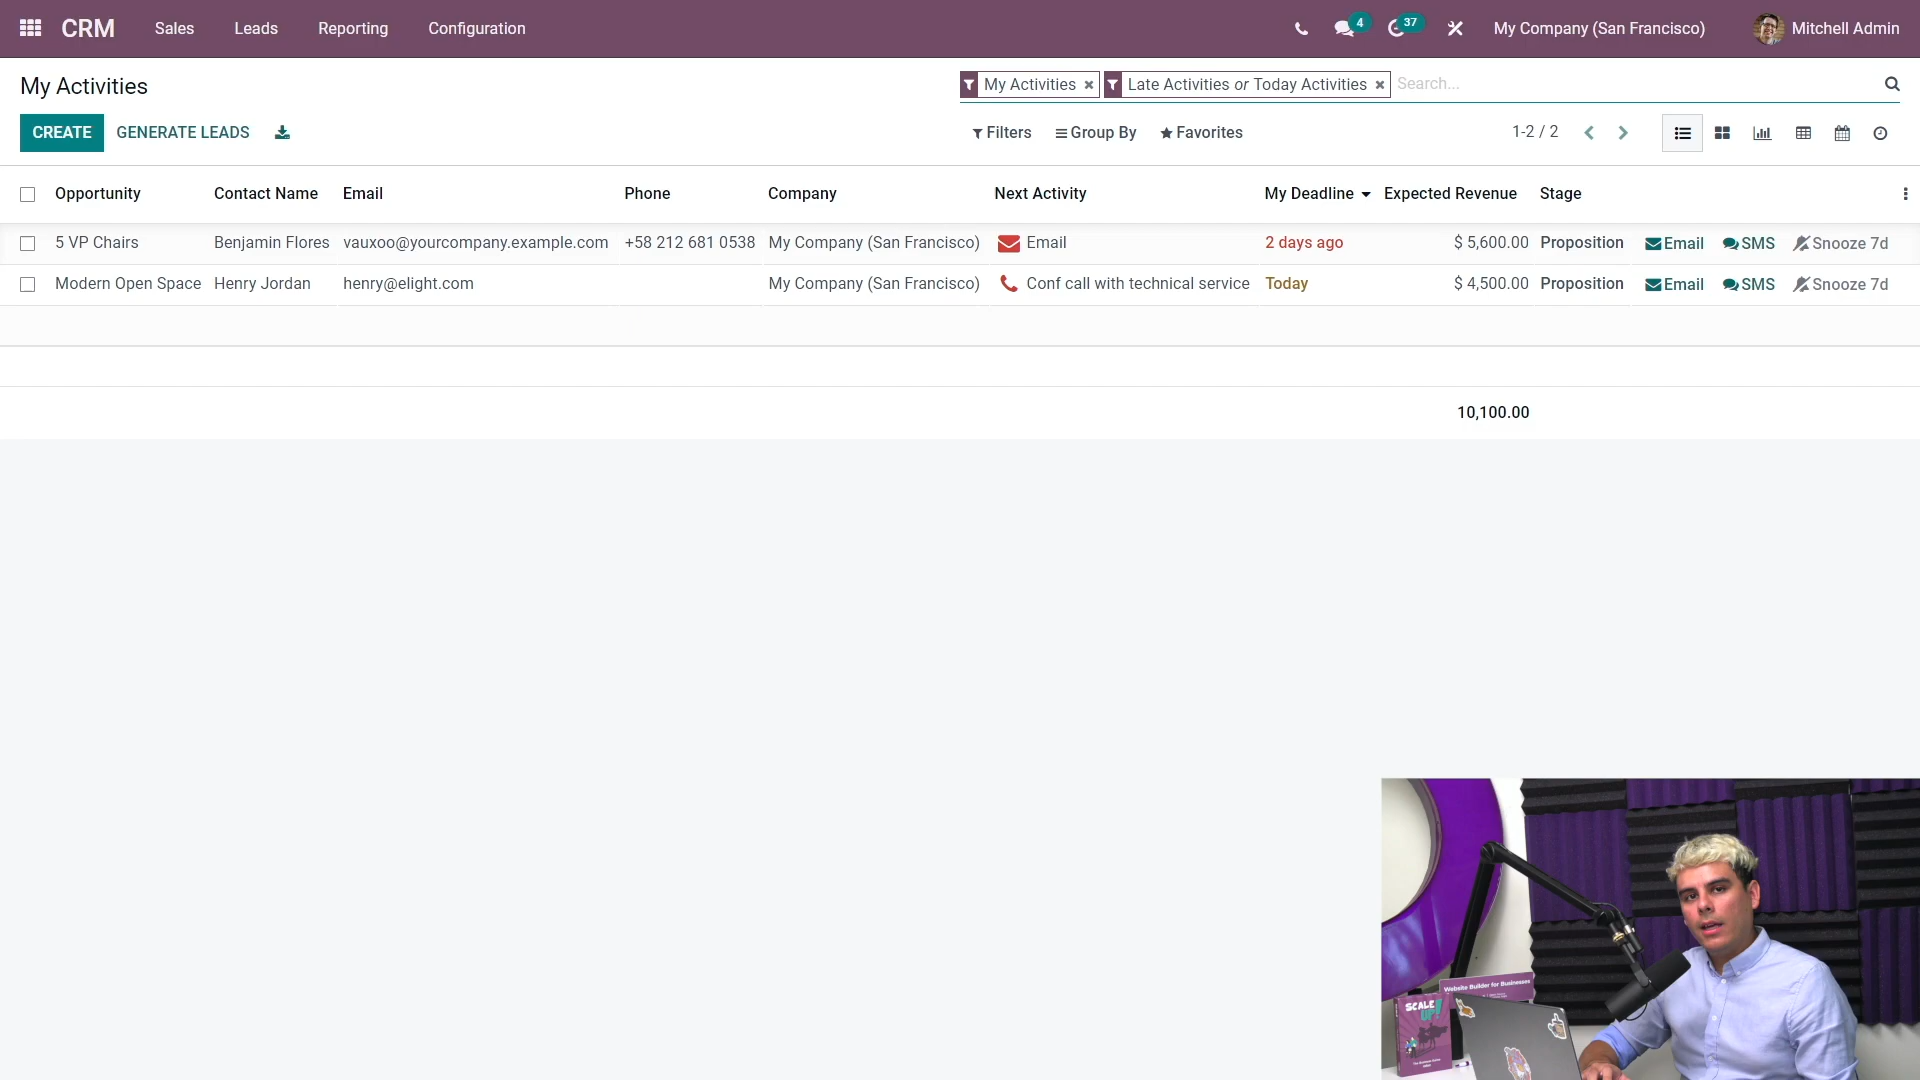 CRM Sales Leads Reporting Configuration 4 37 My Company (San Francisco) Mitchell Admin
My Activities
My Activities × Late Activities or Today Activities × Search...
CREATE GENERATE LEADS
Filters Group By Favorites 1-2 / 2
Opportunity Contact Name Email Phone Company Next Activity My Deadline Expected Revenue Stage
5 VP Chairs Benjamin Flores vauxoo@yourcompany.example.com +58 212 681 0538 My Company (San Francisco) Email 2 days ago $ 5,600.00 Proposition Email SMS Snooze 7d
Modern Open Space Henry Jordan henry@elight.com My Company (San Francisco) Conf call with technical service Today $ 4,500.00 Proposition Email SMS Snooze 7d
10,100.00
Website Builder for Businesses
SCALE
UP!